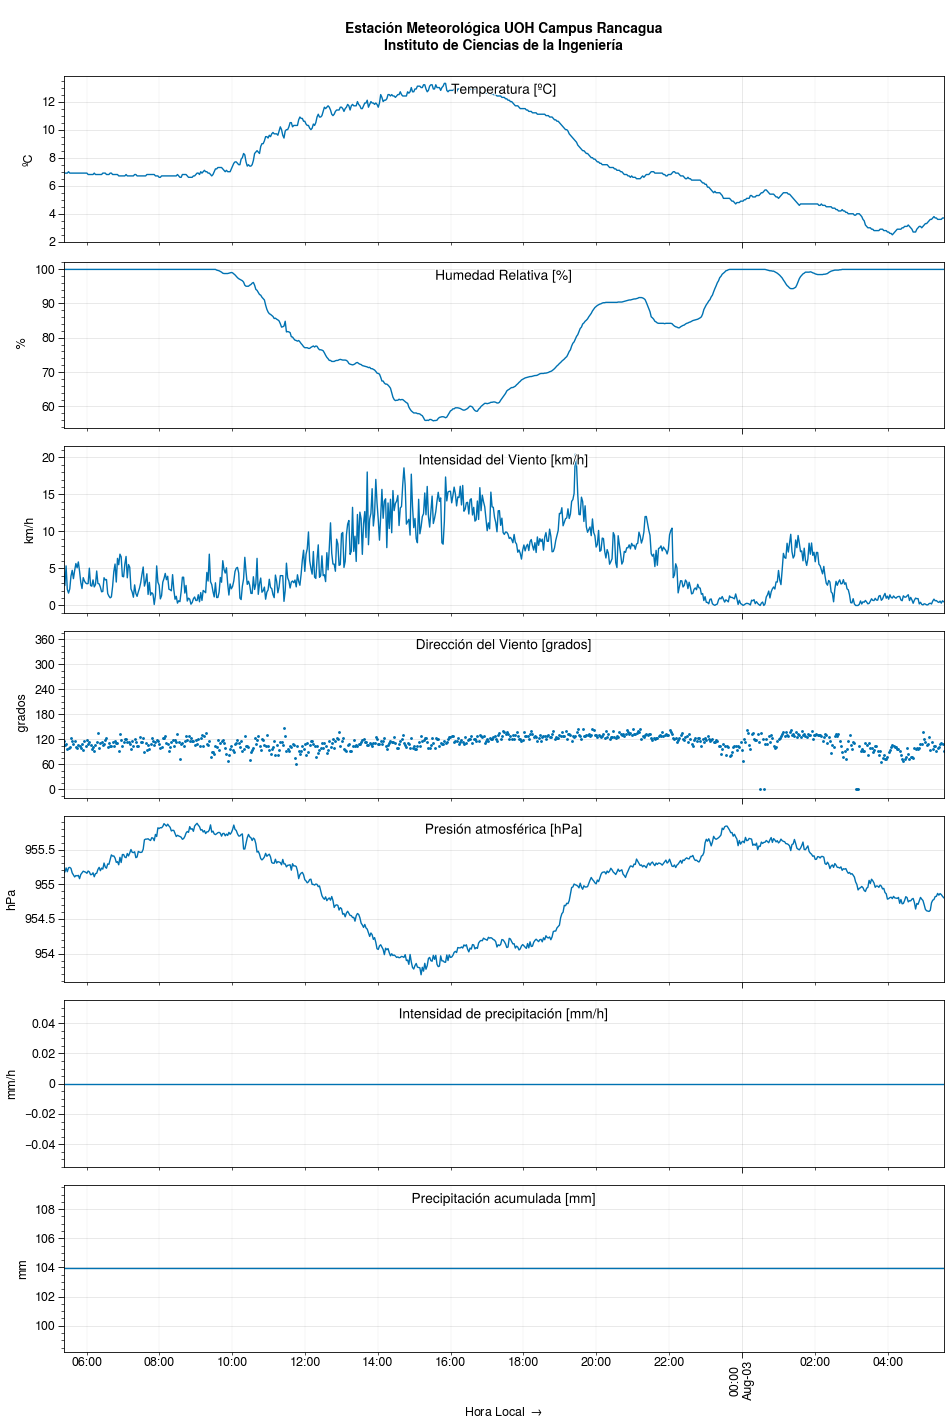 Estación Meteorológica UOH Campus Rancagua
Instituto de Ciencias de la Ingeniería
Temperatura [ºC]
ºC
12
10
8
6
4
2
Humedad Relativa [%]
%
100
90
80
70
60
Intensidad del Viento [km/h]
km/h
20
15
10
5
0
Dirección del Viento [grados]
grados
360
300
240
180
120
60
0
Presión atmosférica [hPa]
hPa
955.5
955
954.5
954
Intensidad de precipitación [mm/h]
mm/h
0.04
0.02
0
−0.02
−0.04
Precipitación acumulada [mm]
mm
108
106
104
102
100
06:00 08:00 10:00 12:00 14:00 16:00 18:00 20:00 22:00 00:00 02:00 04:00
Aug-03
Hora Local →